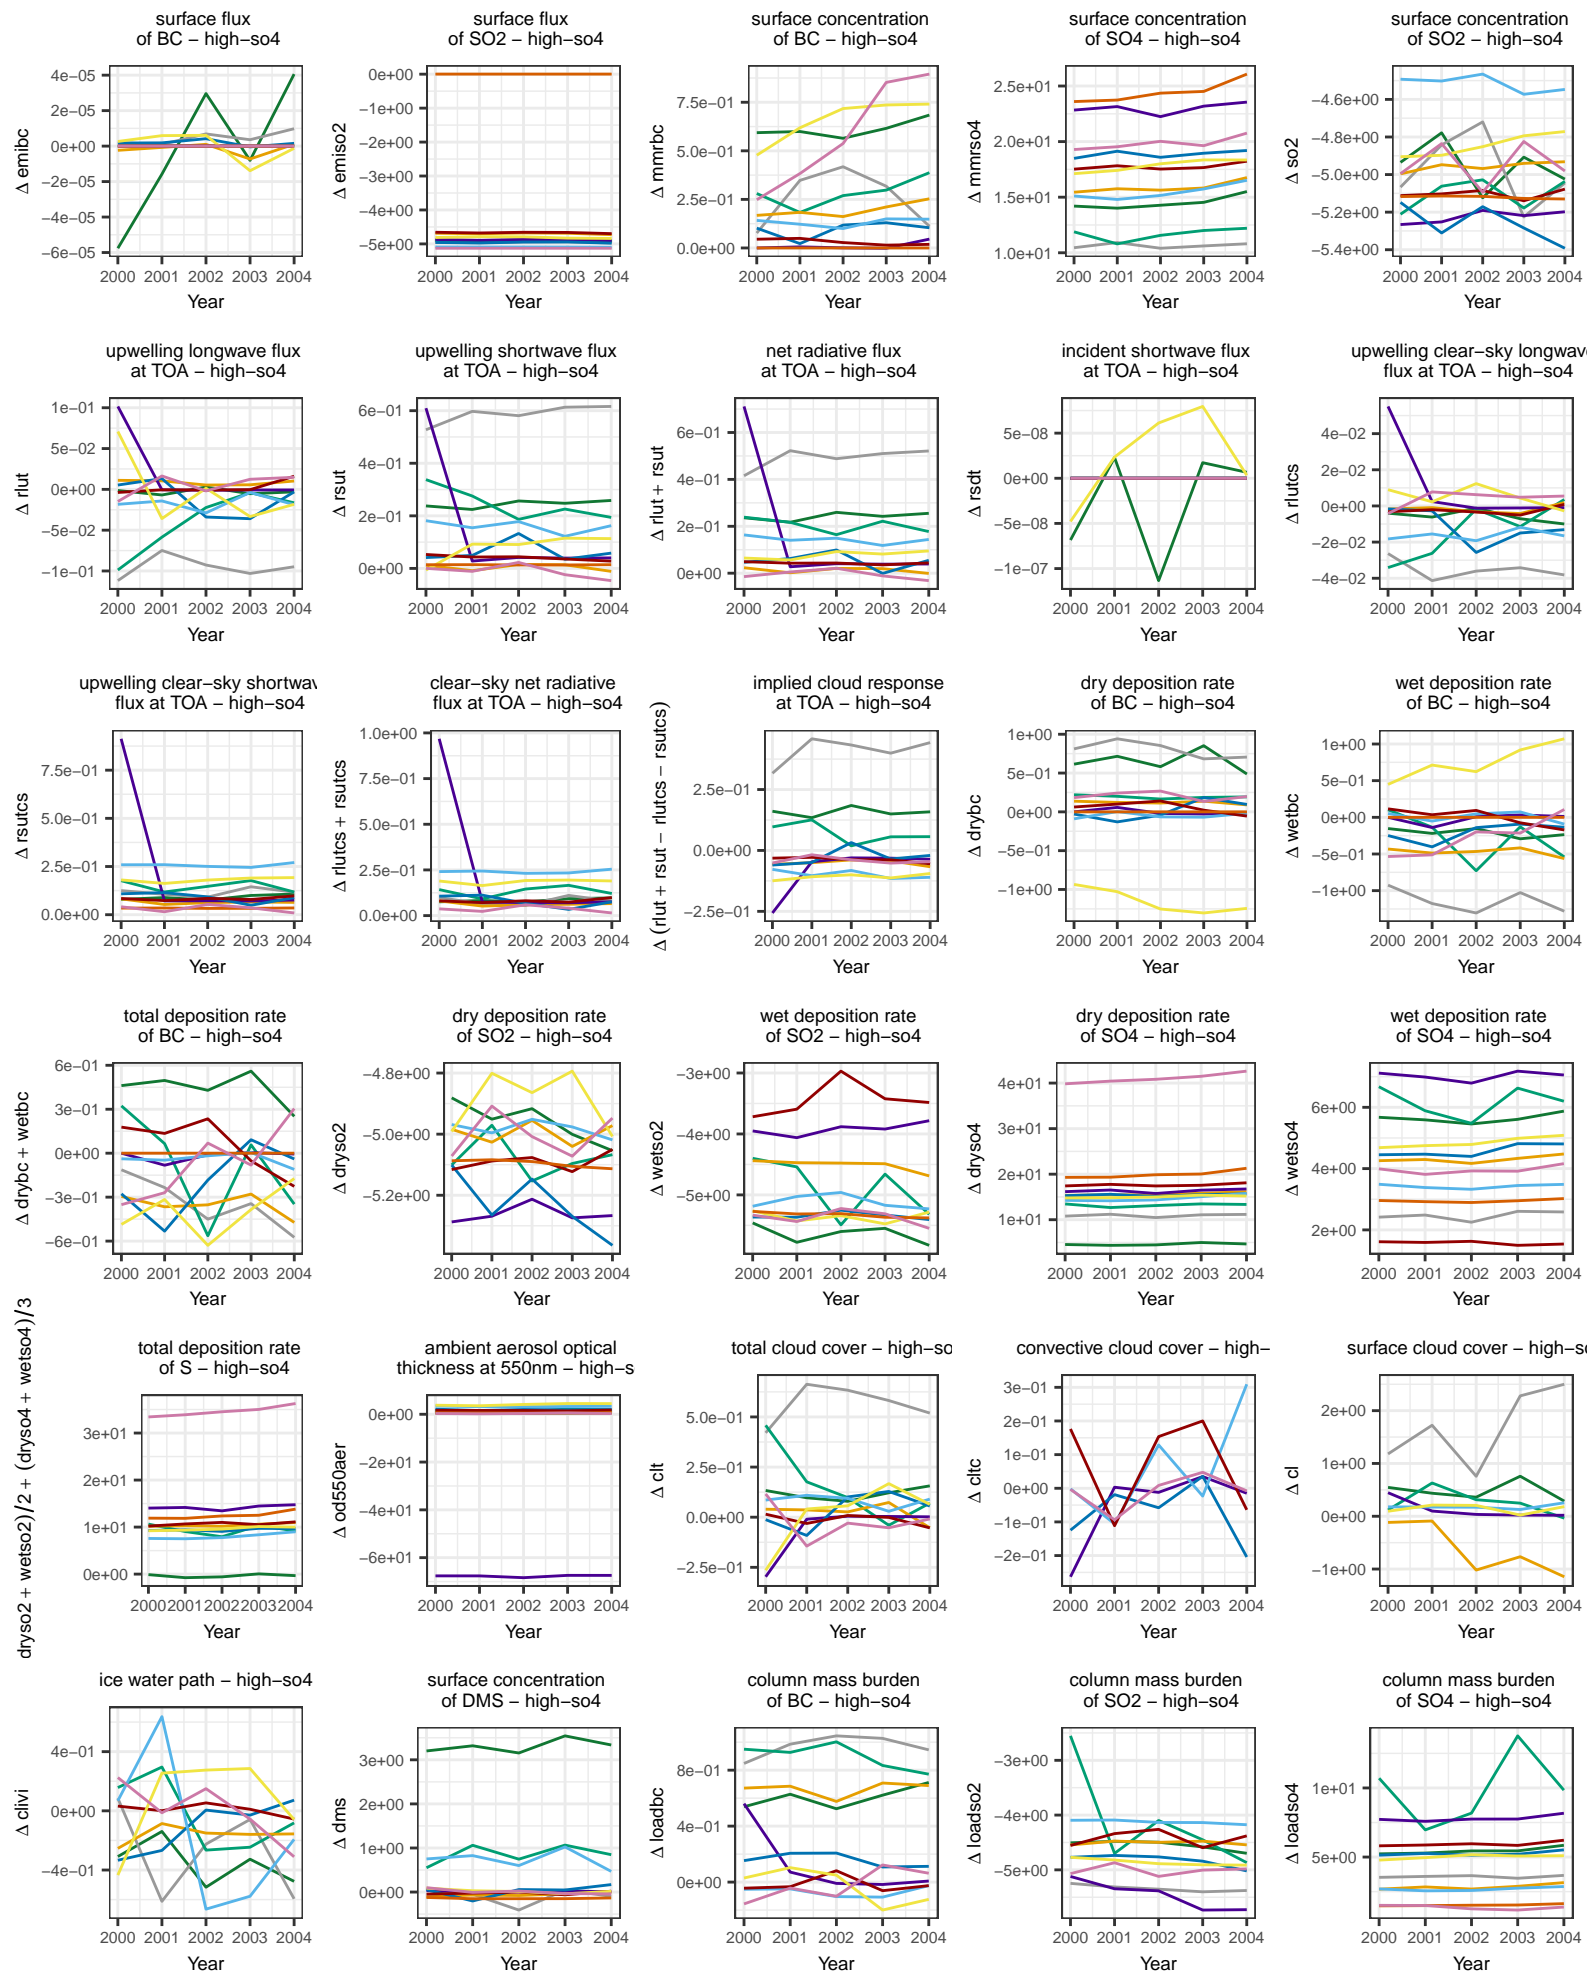 surface flux
of BC − high−so4
Δ emibc
4e−05
2e−05
0e+00
−2e−05
−4e−05
−6e−05
2000 2001 2002 2003 2004
Year
surface flux
of SO2 − high−so4
Δ emiso2
0e+00
−1e+00
−2e+00
−3e+00
−4e+00
−5e+00
2000 2001 2002 2003 2004
Year
surface concentration
of BC − high−so4
Δ mmrbc
7.5e−01
5.0e−01
2.5e−01
0.0e+00
2000 2001 2002 2003 2004
Year
surface concentration
of SO4 − high−so4
Δ mmrso4
2.5e+01
2.0e+01
1.5e+01
1.0e+01
2000 2001 2002 2003 2004
Year
surface concentration
of SO2 − high−so4
Δ so2
−4.6e+00
−4.8e+00
−5.0e+00
−5.2e+00
−5.4e+00
2000 2001 2002 2003 2004
Year
upwelling longwave flux
at TOA − high−so4
Δ rlut
1e−01
5e−02
0e+00
−5e−02
−1e−01
2000 2001 2002 2003 2004
Year
upwelling shortwave flux
at TOA − high−so4
Δ rsut
6e−01
4e−01
2e−01
0e+00
2000 2001 2002 2003 2004
Year
net radiative flux
at TOA − high−so4
Δ rlut + rsut
6e−01
4e−01
2e−01
0e+00
2000 2001 2002 2003 2004
Year
incident shortwave flux
at TOA − high−so4
Δ rsdt
5e−08
0e+00
−5e−08
−1e−07
2000 2001 2002 2003 2004
Year
upwelling clear−sky longwav
flux at TOA − high−so4
Δ rlutcs
4e−02
2e−02
0e+00
−2e−02
−4e−02
2000 2001 2002 2003 2004
Year
upwelling clear−sky shortwav
flux at TOA − high−so4
Δ rsutcs
7.5e−01
5.0e−01
2.5e−01
0.0e+00
2000 2001 2002 2003 2004
Year
clear−sky net radiative
flux at TOA − high−so4
Δ rlutcs + rsutcs
1.0e+00
7.5e−01
5.0e−01
2.5e−01
0.0e+00
2000 2001 2002 2003 2004
Year
implied cloud response
at TOA − high−so4
Δ (rlut + rsut − rlutcs − rsutcs)
2.5e−01
0.0e+00
−2.5e−01
2000 2001 2002 2003 2004
Year
dry deposition rate
of BC − high−so4
Δ drybc
1e+00
5e−01
0e+00
−5e−01
−1e+00
2000 2001 2002 2003 2004
Year
wet deposition rate
of BC − high−so4
Δ wetbc
1e+00
5e−01
0e+00
−5e−01
−1e+00
2000 2001 2002 2003 2004
Year
total deposition rate
of BC − high−so4
Δ drybc + wetbc
6e−01
3e−01
0e+00
−3e−01
−6e−01
2000 2001 2002 2003 2004
Year
dry deposition rate
of SO2 − high−so4
Δ dryso2
−4.8e+00
−5.0e+00
−5.2e+00
2000 2001 2002 2003 2004
Year
wet deposition rate
of SO2 − high−so4
Δ wetso2
−3e+00
−4e+00
−5e+00
2000 2001 2002 2003 2004
Year
dry deposition rate
of SO4 − high−so4
Δ dryso4
4e+01
3e+01
2e+01
1e+01
2000 2001 2002 2003 2004
Year
wet deposition rate
of SO4 − high−so4
Δ wetso4
6e+00
4e+00
2e+00
2000 2001 2002 2003 2004
Year
total deposition rate
of S − high−so4
dryso2 + wetso2)/2 + (dryso4 + wetso4)/3
3e+01
2e+01
1e+01
0e+00
2000 2001 2002 2003 2004
Year
ambient aerosol optical
thickness at 550nm − high−s
Δ od550aer
0e+00
−2e+01
−4e+01
−6e+01
2000 2001 2002 2003 2004
Year
total cloud cover − high−so
Δ clt
5.0e−01
2.5e−01
0.0e+00
−2.5e−01
2000 2001 2002 2003 2004
Year
convective cloud cover − high−
Δ cltc
3e−01
2e−01
1e−01
0e+00
−1e−01
−2e−01
2000 2001 2002 2003 2004
Year
surface cloud cover − high−so
Δ cl
2e+00
1e+00
0e+00
−1e+00
2000 2001 2002 2003 2004
Year
ice water path − high−so4
Δ clivi
4e−01
0e+00
−4e−01
2000 2001 2002 2003 2004
Year
surface concentration
of DMS − high−so4
Δ dms
3e+00
2e+00
1e+00
0e+00
2000 2001 2002 2003 2004
Year
column mass burden
of BC − high−so4
Δ loadbc
8e−01
4e−01
0e+00
2000 2001 2002 2003 2004
Year
column mass burden
of SO2 − high−so4
Δ loadso2
−3e+00
−4e+00
−5e+00
2000 2001 2002 2003 2004
Year
column mass burden
of SO4 − high−so4
Δ loadso4
1e+01
5e+00
2000 2001 2002 2003 2004
Year